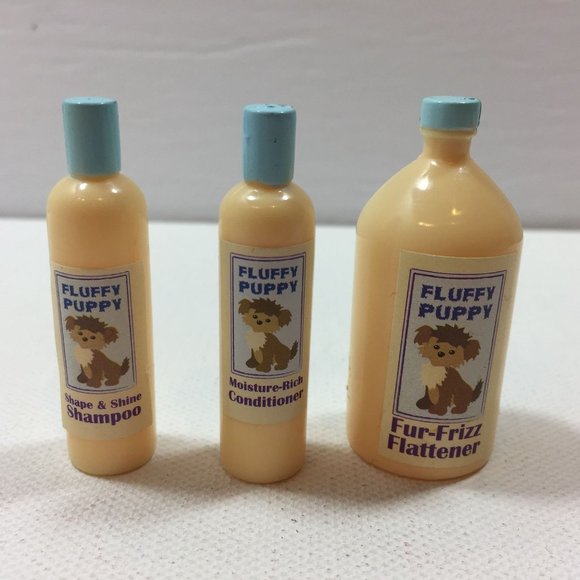 FLUFFY
PUPPY
Shape & Shine
Shampoo
FLUFFY
PUPPY
Moisture-Rich
Conditioner
FLUFFY
PUPPY
Fur-Frizz
Flattener